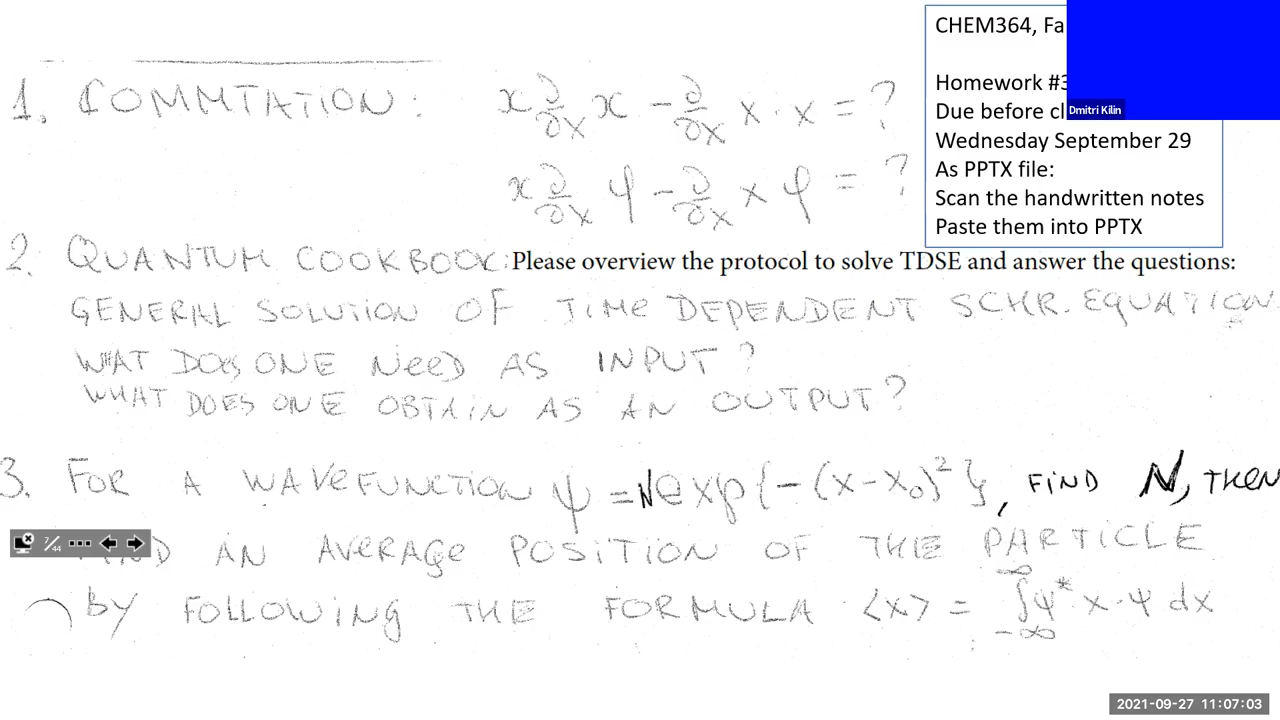 CHEM364, Fa
Homework #3
Due before cl
Wednesday September 29
As PPTX file:
Scan the handwritten notes
Paste them into PPTX
Dmitri Kilin
1. COMMTATION: x ∂/∂x x - ∂/∂x x · x = ?
x ∂/∂x φ - ∂/∂x x φ = ?
2. QUANTUM COOKBOOK: Please overview the protocol to solve TDSE and answer the questions:
GENERAL SOLUTION OF TIME DEPENDENT SCHR. EQUATION
WHAT DOES ONE NEED AS INPUT?
WHAT DOES ONE OBTAIN AS AN OUTPUT?
3. FOR A WAVEFUNCTION ψ = N exp{-(x-x₀)²}, FIND N, THEN
ND AN AVERAGE POSITION OF THE PARTICLE
BY FOLLOWING THE FORMULA ⟨x⟩ = ∫_{-∞}^{-∞} ψ* x · ψ dx
7/44
2021-09-27 11:07:03